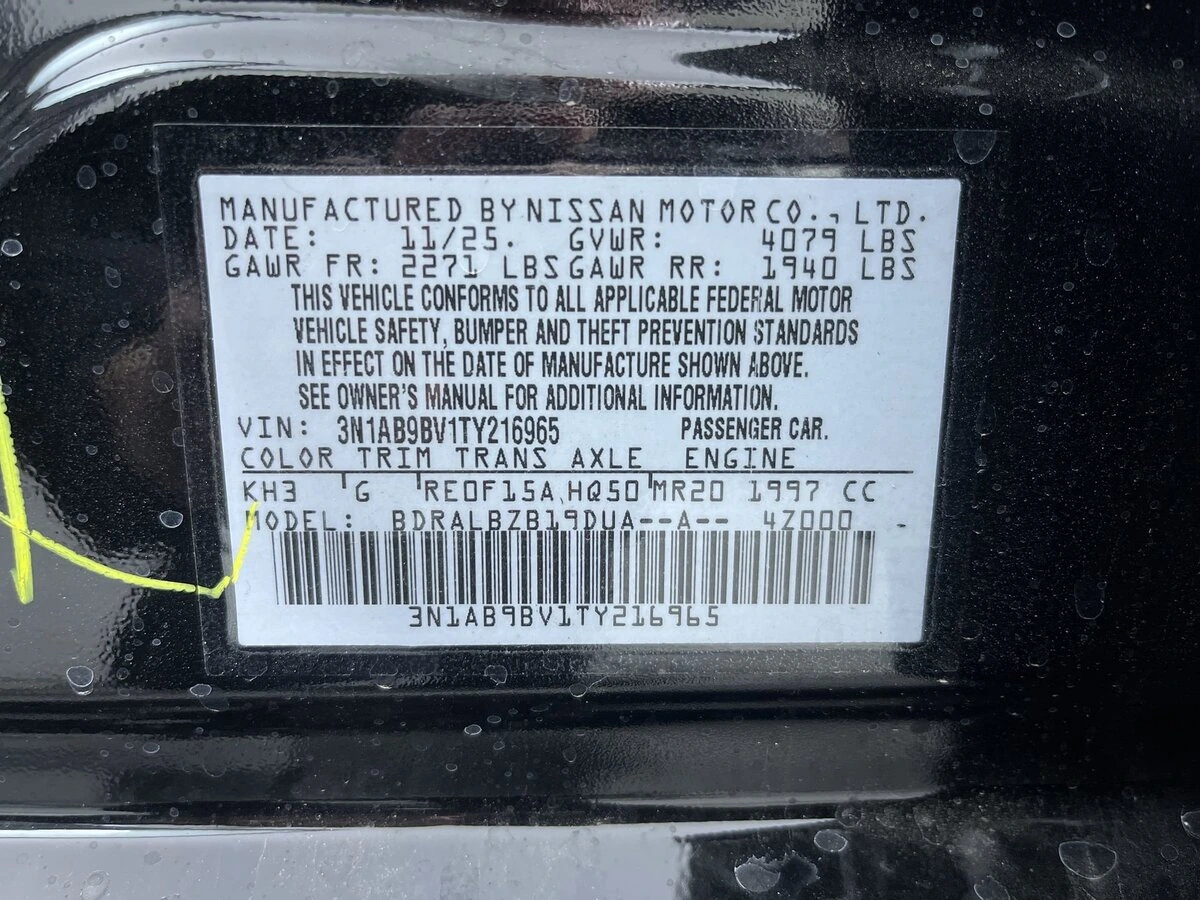 MANUFACTURED BY NISSAN MOTOR CO., LTD.
DATE: 11/25. GVWR: 4079 LBS
GAWR FR: 2271 LBS GAWR RR: 1940 LBS
THIS VEHICLE CONFORMS TO ALL APPLICABLE FEDERAL MOTOR
VEHICLE SAFETY, BUMPER AND THEFT PREVENTION STANDARDS
IN EFFECT ON THE DATE OF MANUFACTURE SHOWN ABOVE.
SEE OWNER'S MANUAL FOR ADDITIONAL INFORMATION.
VIN: 3N1AB9BV1TY216965 PASSENGER CAR.
COLOR TRIM TRANS AXLE ENGINE
KH3 G RE0F15A HQ50 MR20 1997 CC
MODEL: BDRALBZB19DUA--A-- 4Z000 -
3N1AB9BV1TY216965